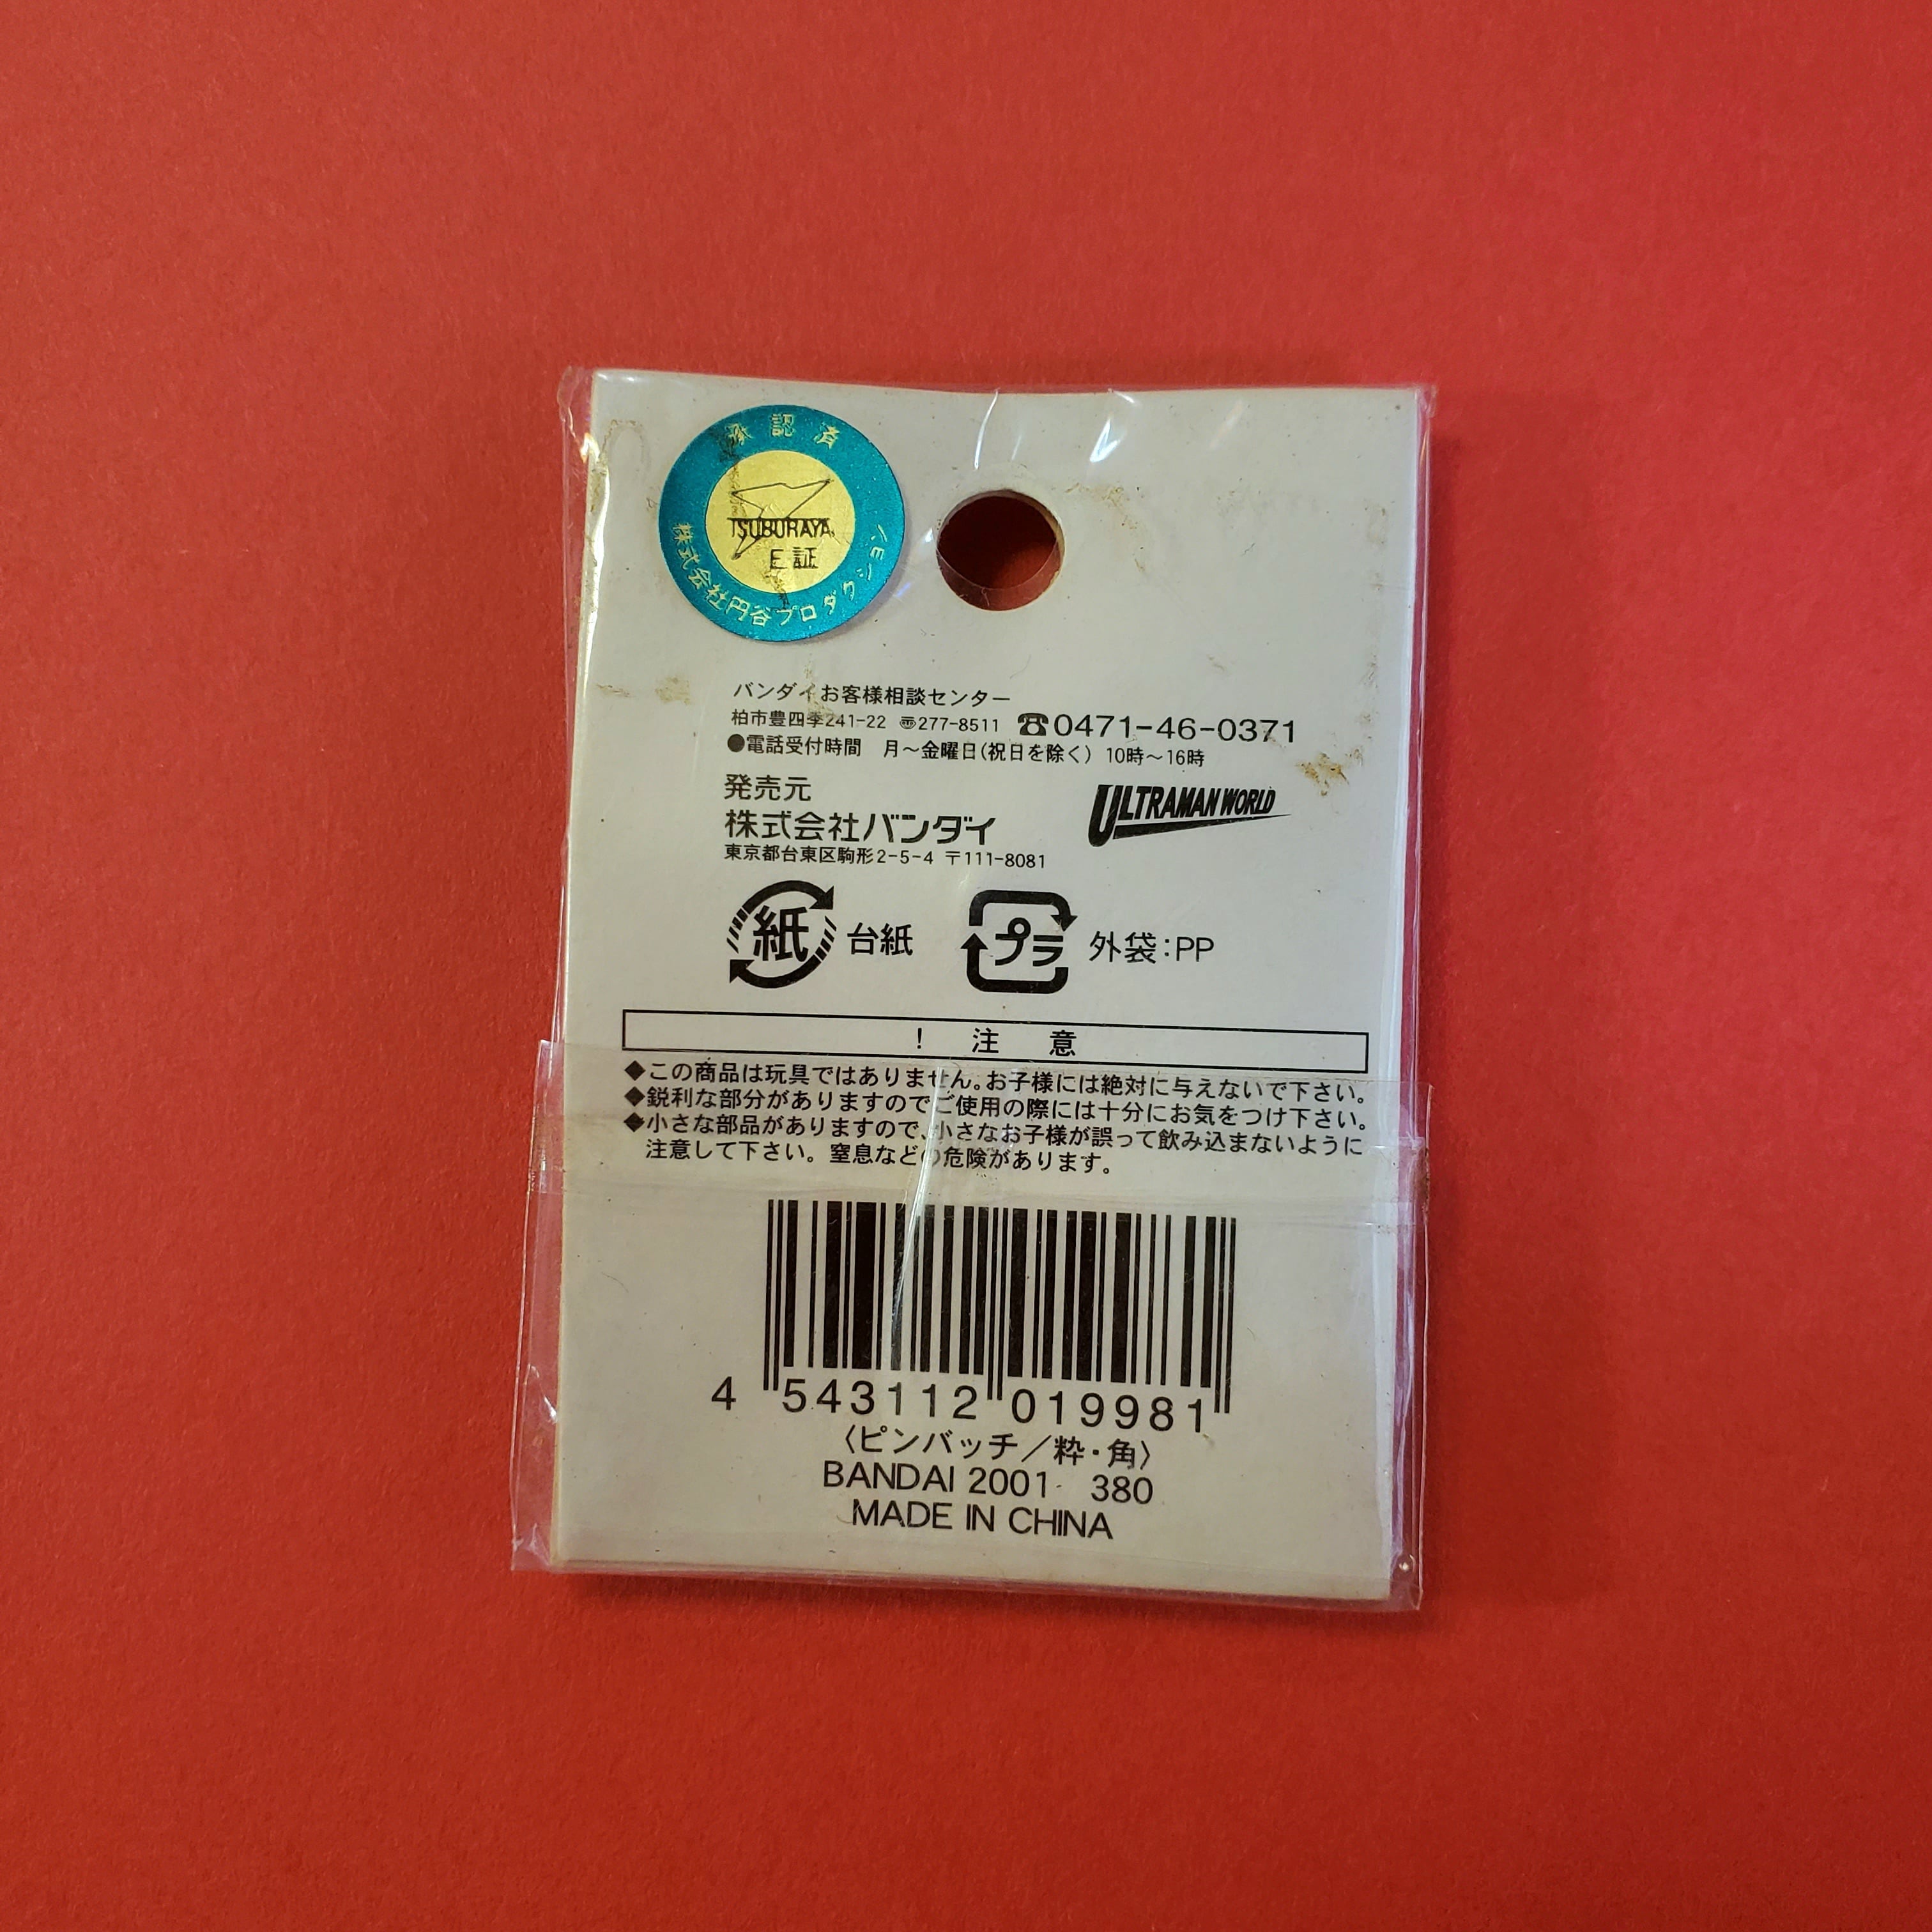 承認済
TSUBURAYA
E証
株式会社円谷プロダクション
バンダイお客様相談センター
柏市豊四季241-22 〠277-8511 ☎0471-46-0371
●電話受付時間 月～金曜日(祝日を除く) 10時～16時
発売元
株式会社バンダイ
東京都台東区駒形2-5-4 〒111-8081
ULTRAMAN WORLD
紙 台紙 プラ 外袋:PP
! 注 意
◆この商品は玩具ではありません。お子様には絶対に与えないで下さい。
◆鋭利な部分がありますのでご使用の際には十分にお気をつけ下さい。
◆小さな部品がありますので、小さなお子様が誤って飲み込まないように
注意して下さい。窒息などの危険があります。
4 543112 019981
〈ピンバッチ／粋・角〉
BANDAI 2001 380
MADE IN CHINA